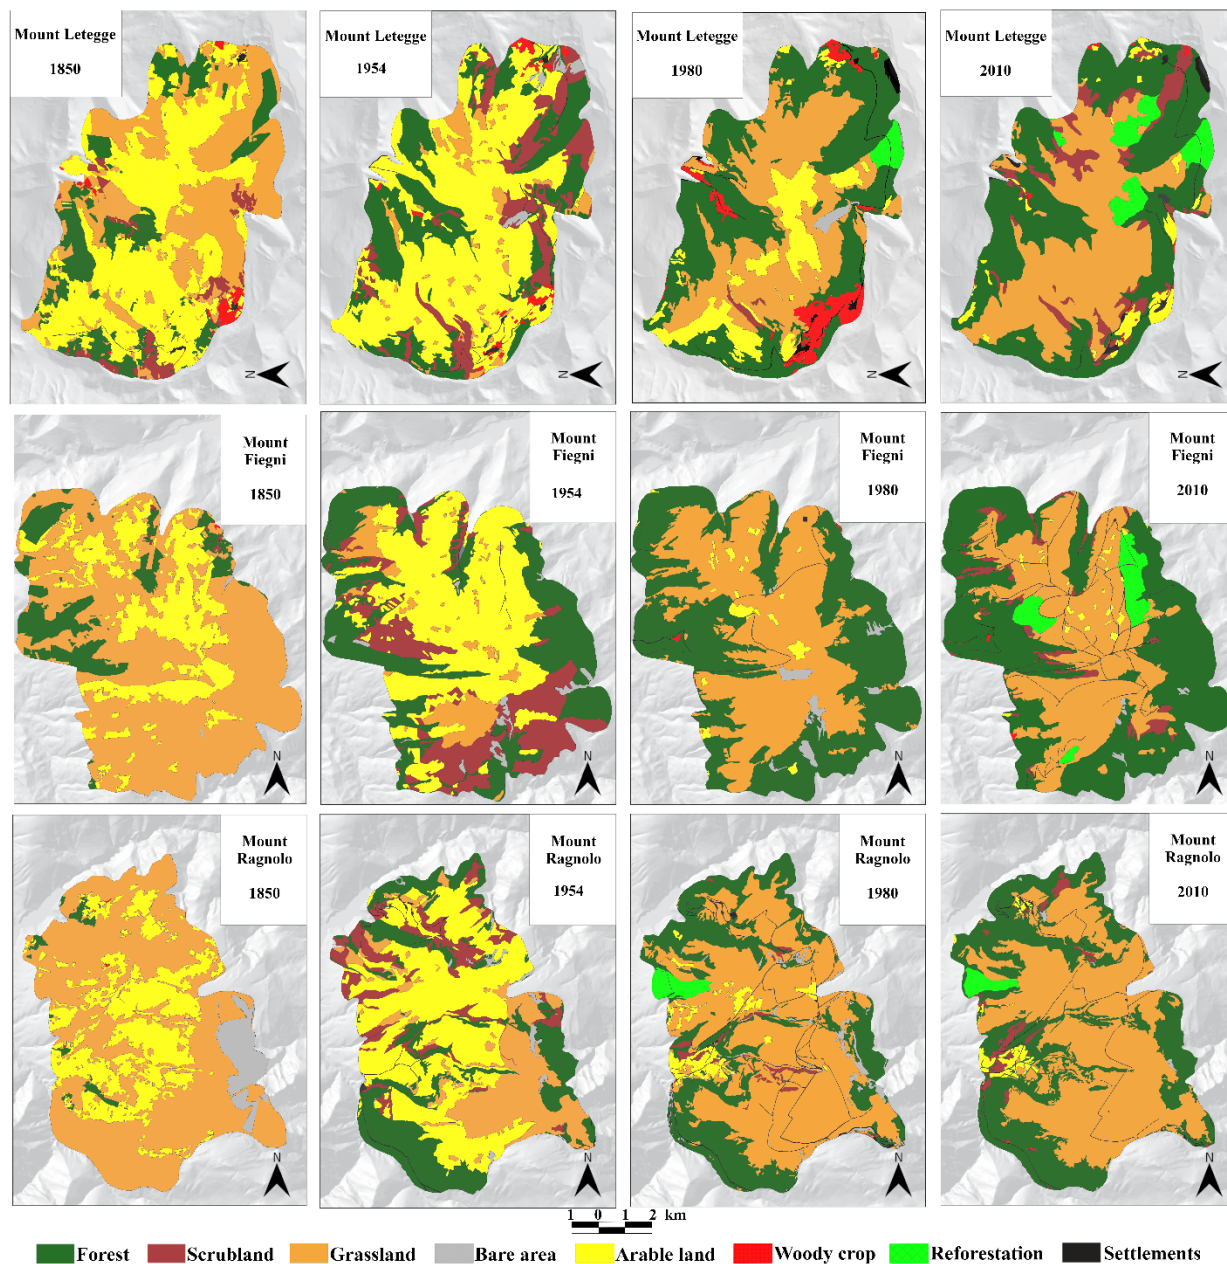 Mount Letegge
1850
Mount Letegge
1954
Mount Letegge
1980
Mount Letegge
2010
N
N
N
N
Mount
Fiegni
1850
Mount
Fiegni
1954
Mount
Fiegni
1980
Mount
Fiegni
2010
N
N
N
N
Mount
Ragnolo
1850
Mount
Ragnolo
1954
Mount
Ragnolo
1980
Mount
Ragnolo
2010
N
N
N
N
1 0 1 2 km
Forest Scrubland Grassland Bare area Arable land Woody crop Reforestation Settlements